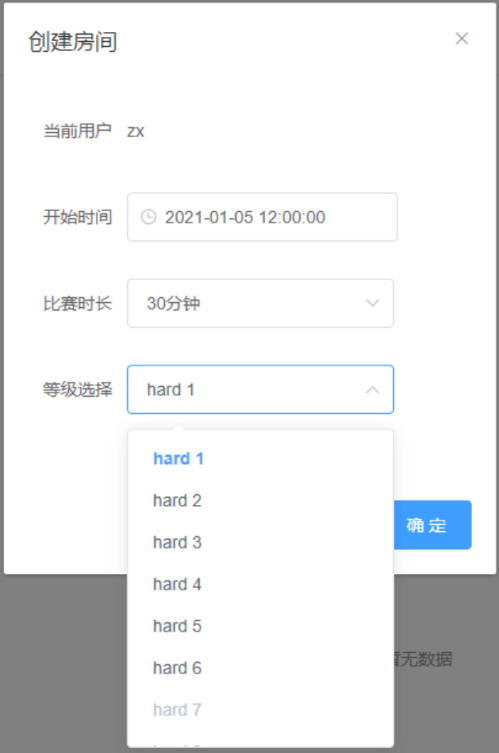 创建房间
当前用户 zx
开始时间 2021-01-05 12:00:00
比赛时长 30分钟
等级选择 hard 1
hard 1
hard 2
hard 3
hard 4
确 定
hard 5
hard 6
暂无数据
hard 7